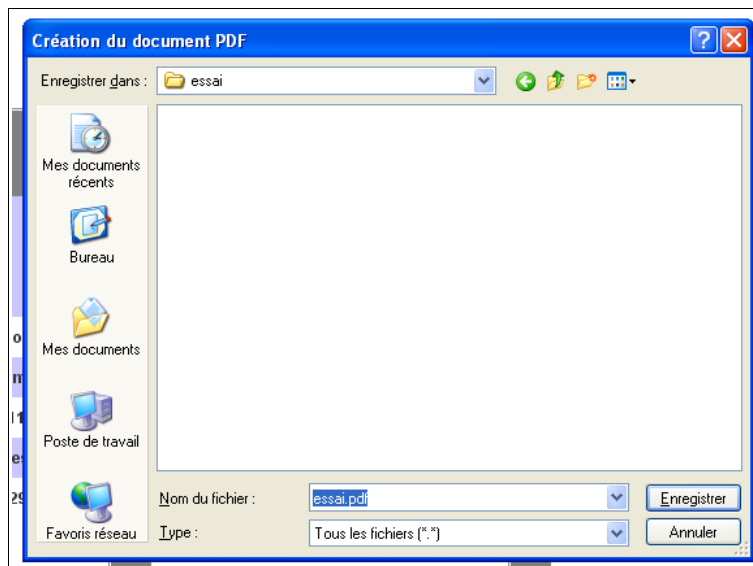 Création du document PDF
Enregistrer dans :
essai
Mes documents
récents
Bureau
Mes documents
Poste de travail
Favoris réseau
Nom du fichier :
essai.pdf
Enregistrer
Type :
Tous les fichiers (*.*)
Annuler